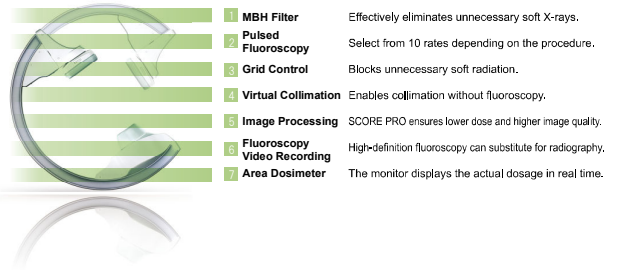 1 MBH Filter Effectively eliminates unnecessary soft X-rays.
2 Pulsed
Fluoroscopy Select from 10 rates depending on the procedure.
3 Grid Control Blocks unnecessary soft radiation.
4 Virtual Collimation Enables collimation without fluoroscopy.
5 Image Processing SCORE PRO ensures lower dose and higher image quality.
6 Fluoroscopy
Video Recording High-definition fluoroscopy can substitute for radiography.
7 Area Dosimeter The monitor displays the actual dosage in real time.